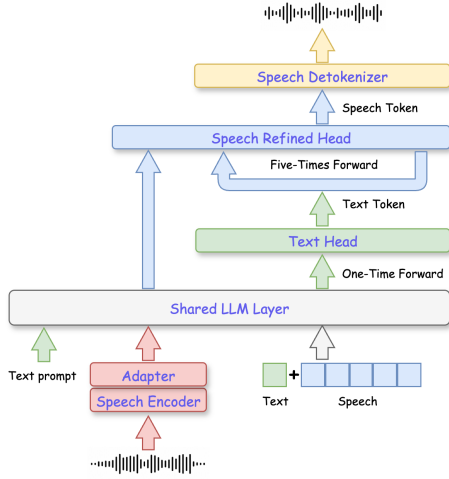 Speech Detokenizer
Speech Token
Speech Refined Head
Five-Times Forward
Text Token
Text Head
One-Time Forward
Shared LLM Layer
Text prompt
Adapter
Speech Encoder
+
Text
Speech